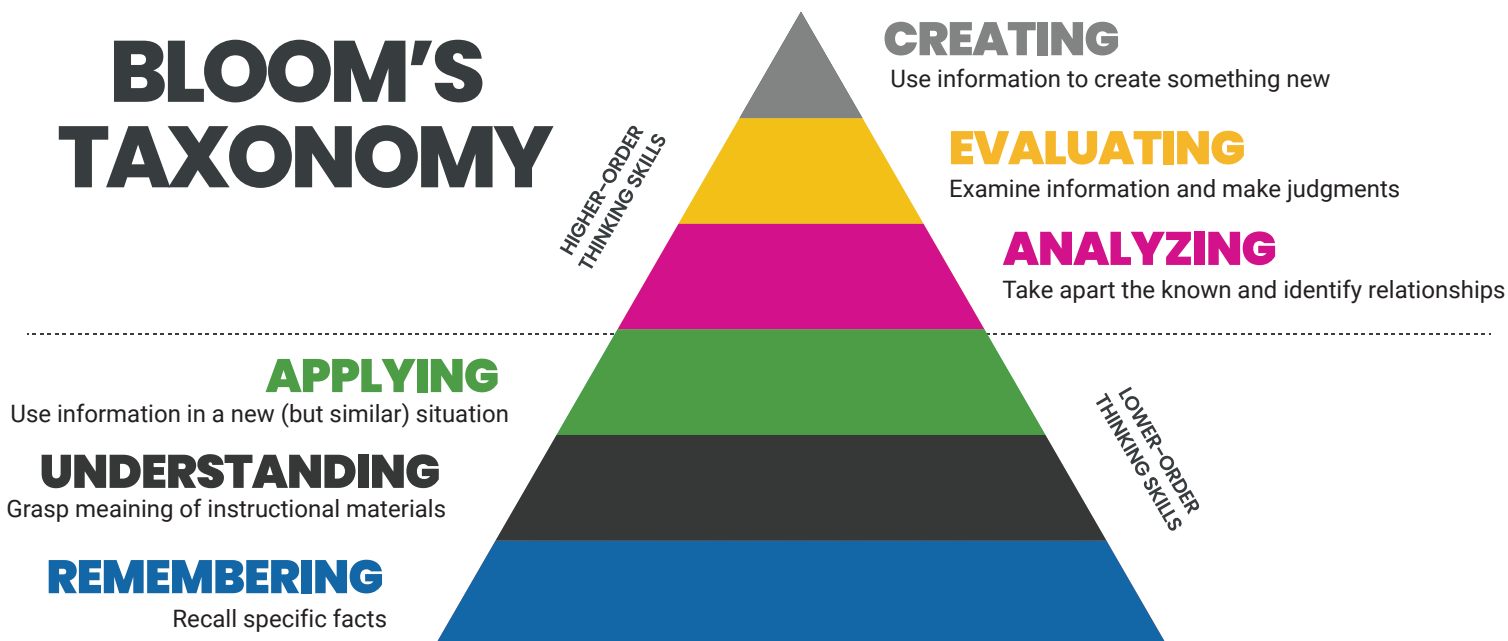 BLOOM'S
TAXONOMY
CREATING
Use information to create something new
EVALUATING
Examine information and make judgments
ANALYZING
Take apart the known and identify relationships
HIGHER-ORDER
THINKING SKILLS
APPLYING
Use information in a new (but similar) situation
UNDERSTANDING
Grasp meaining of instructional materials
REMEMBERING
Recall specific facts
LOWER-ORDER
THINKING SKILLS